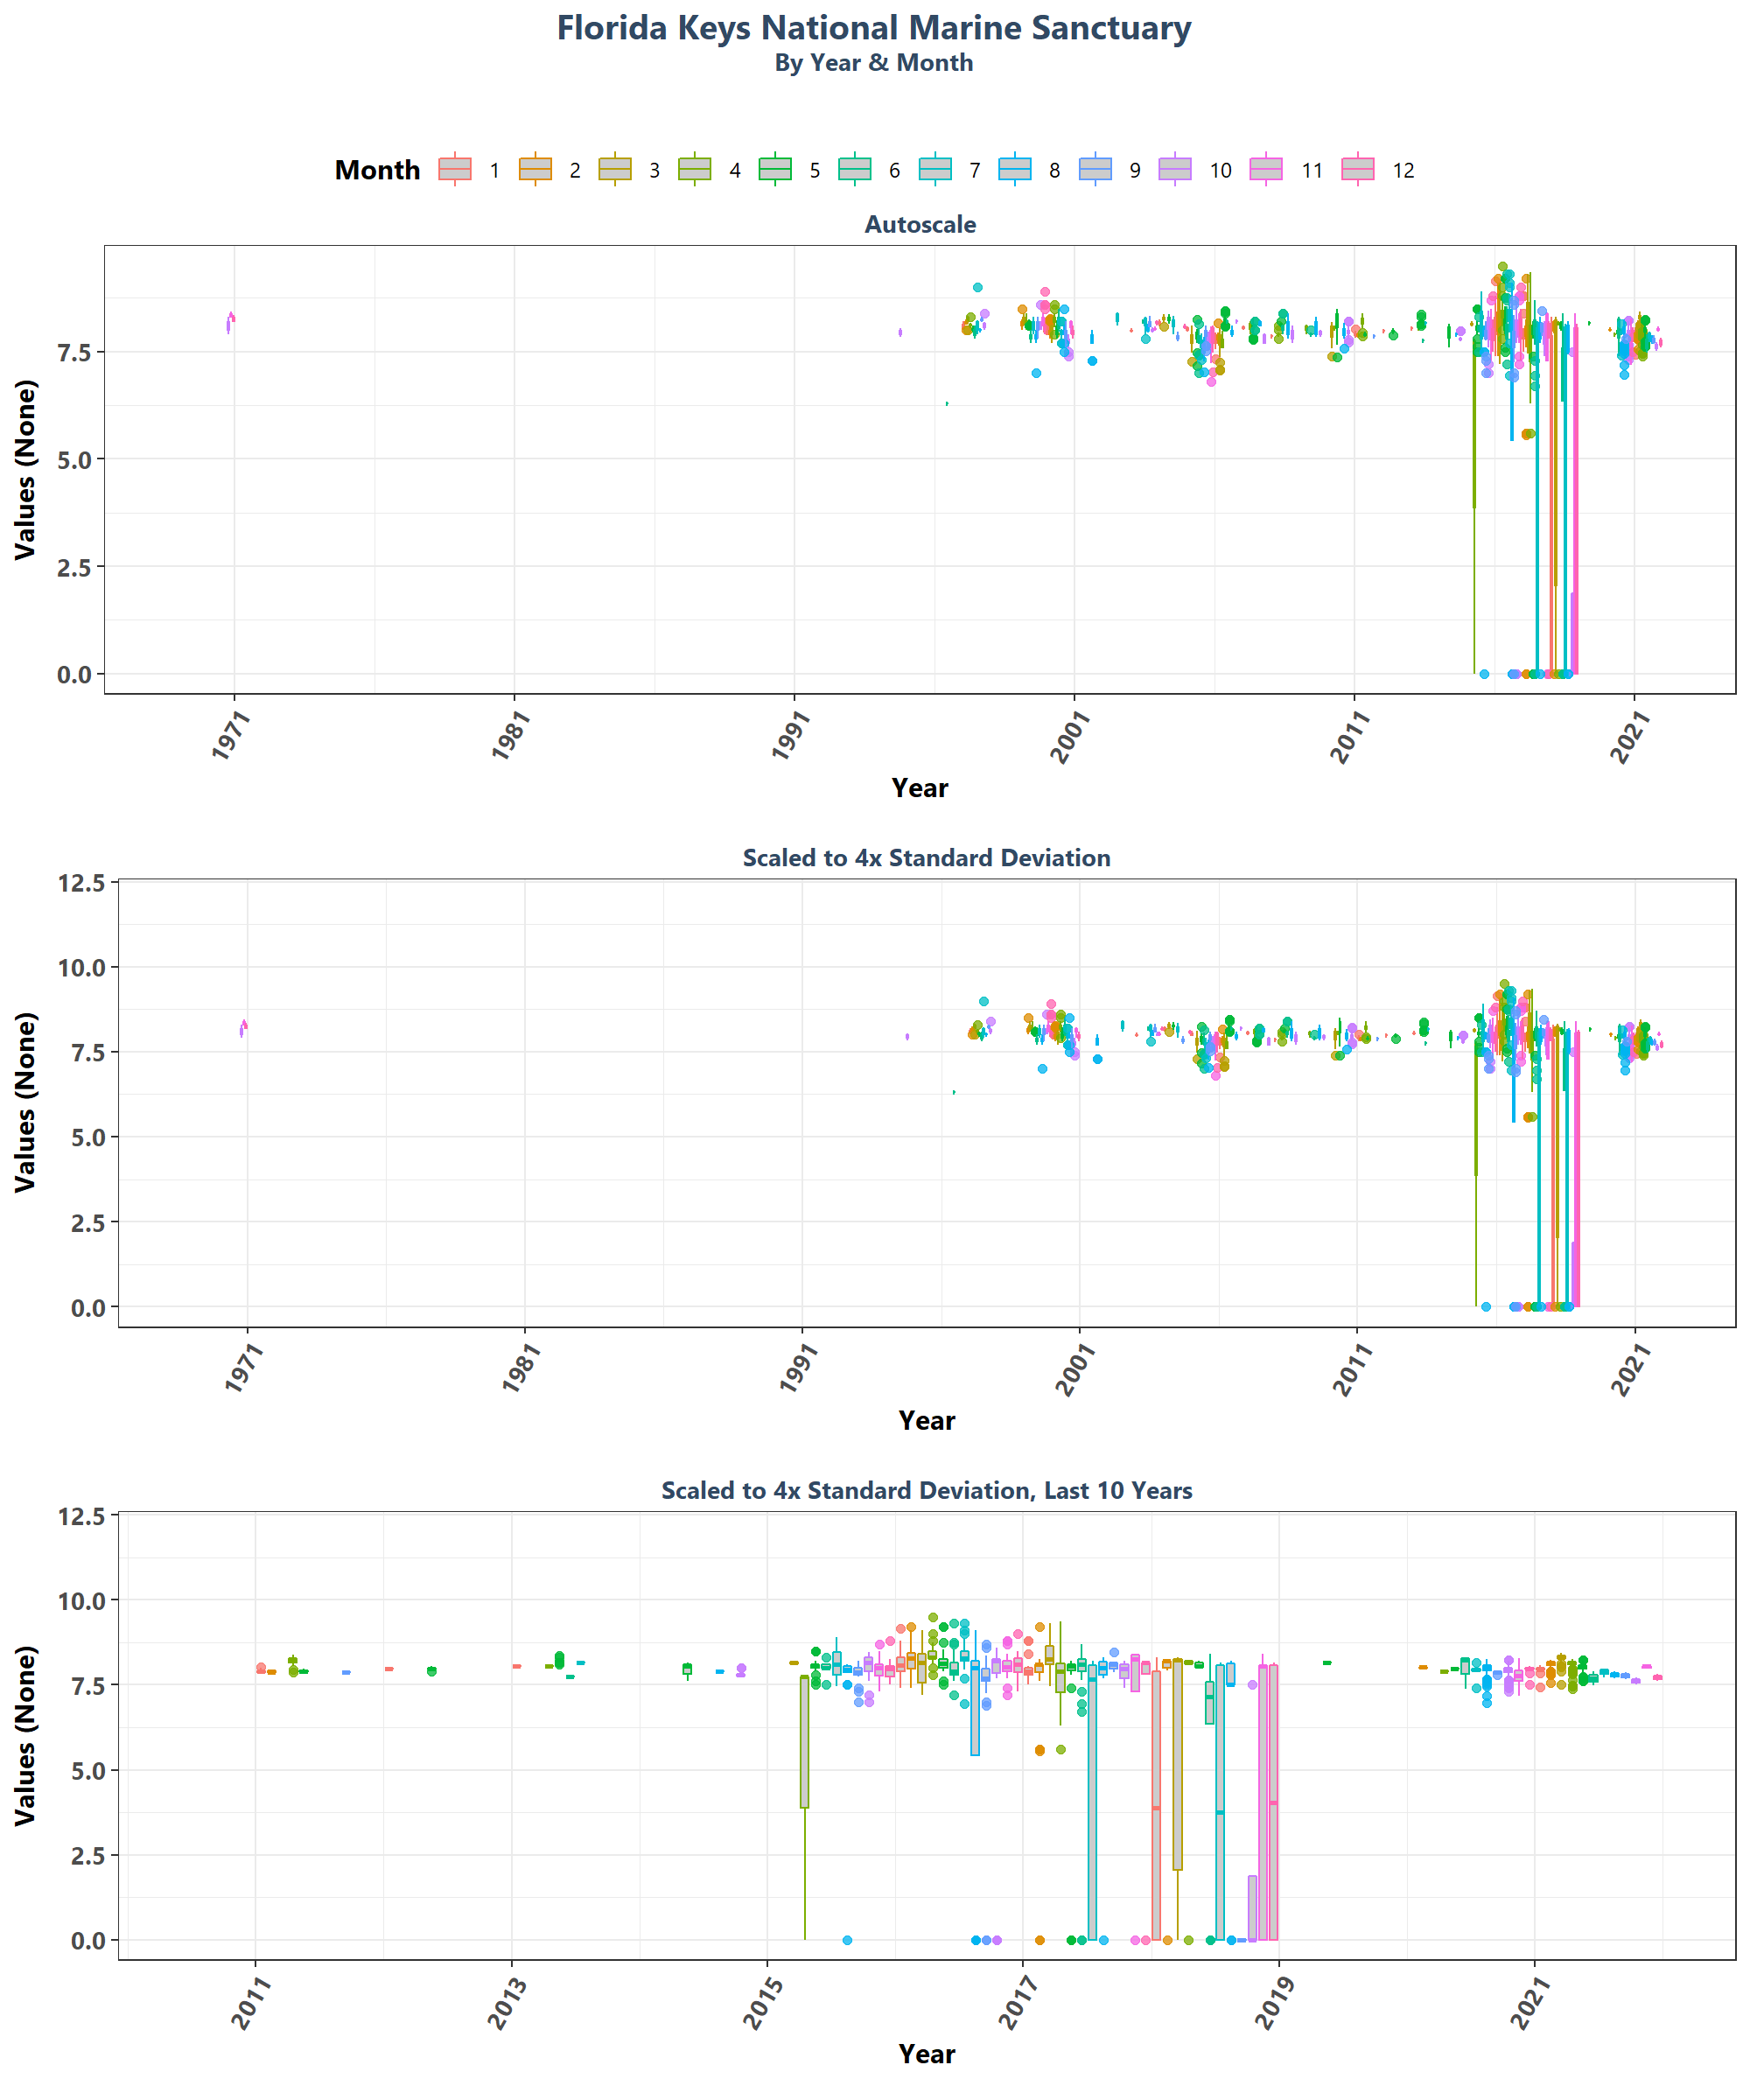 Florida Keys National Marine Sanctuary
By Year & Month
Month 1 2 3 4 5 6 7 8 9 10 11 12
Autoscale
Values (None)
7.5
5.0
2.5
0.0
1971 1981 1991 2001 2011 2021
Year
Scaled to 4x Standard Deviation
Values (None)
12.5
10.0
7.5
5.0
2.5
0.0
1971 1981 1991 2001 2011 2021
Year
Scaled to 4x Standard Deviation, Last 10 Years
Values (None)
12.5
10.0
7.5
5.0
2.5
0.0
2011 2013 2015 2017 2019 2021
Year